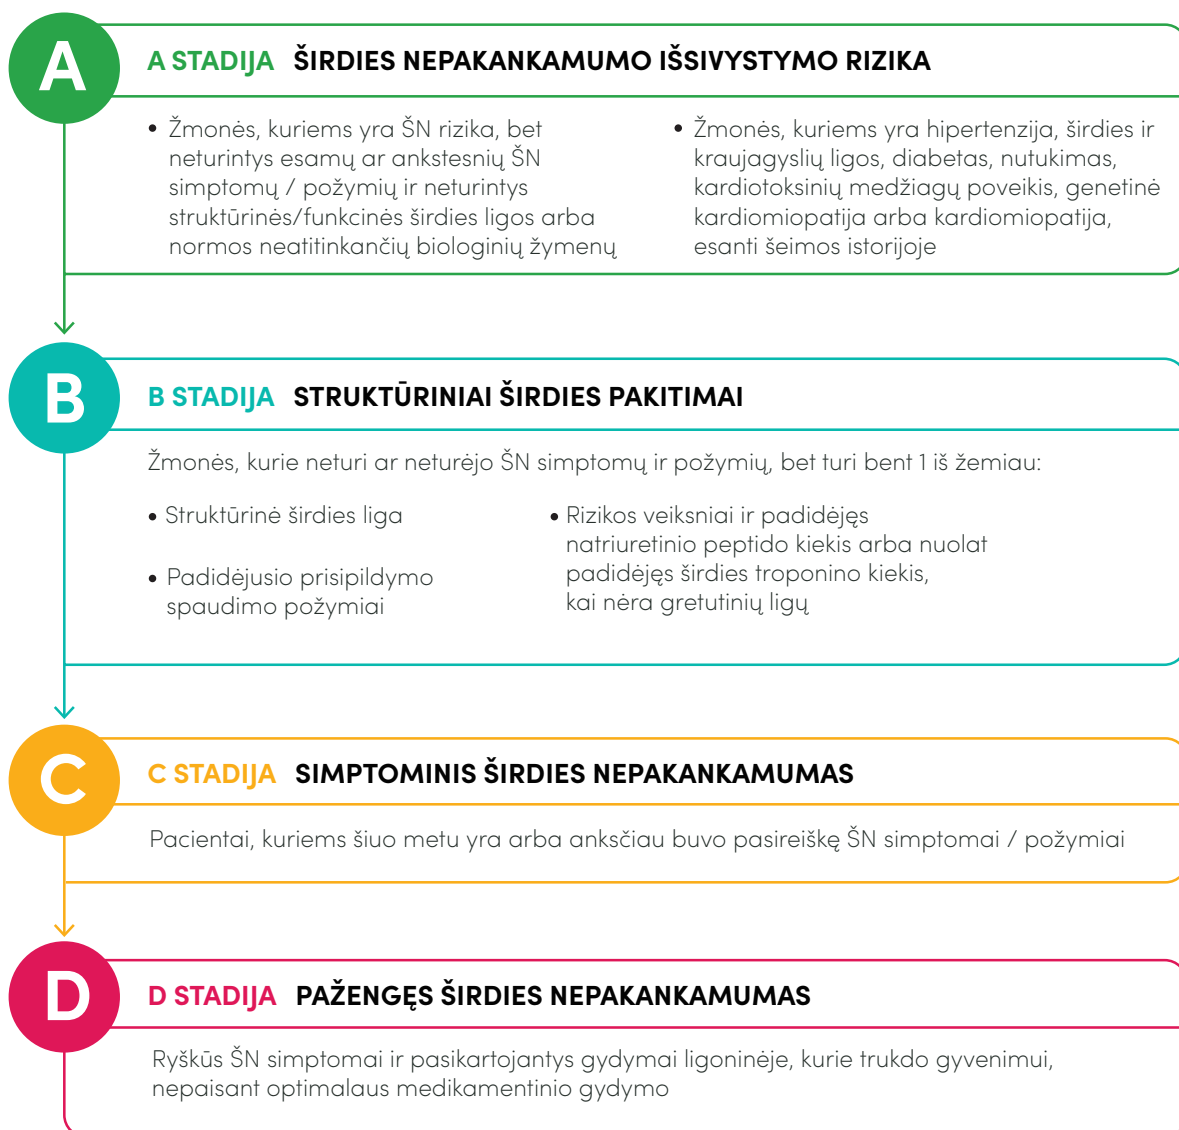 A
A STADIJA ŠIRDIES NEPAKANKAMUMO IŠSIVYSTYMO RIZIKA
• Žmonės, kuriems yra ŠN rizika, bet
neturintys esamų ar ankstesnių ŠN
simptomų / požymių ir neturintys
struktūrinės/funkcinės širdies ligos arba
normos neatitinkančių biologinių žymenų
• Žmonės, kuriems yra hipertenzija, širdies ir
kraujagyslių ligos, diabetas, nutukimas,
kardiotoksinių medžiagų poveikis, genetinė
kardiomiopatija arba kardiomiopatija,
esanti šeimos istorijoje
B
B STADIJA STRUKTŪRINIAI ŠIRDIES PAKITIMAI
Žmonės, kurie neturi ar neturėjo ŠN simptomų ir požymių, bet turi bent 1 iš žemiau:
• Struktūrinė širdies liga
• Padidėjusio prisipildymo
spaudimo požymiai
• Rizikos veiksniai ir padidėjęs
natriuretinio peptido kiekis arba nuolat
padidėjęs širdies troponino kiekis,
kai nėra gretutinių ligų
C
C STADIJA SIMPTOMINIS ŠIRDIES NEPAKANKAMUMAS
Pacientai, kuriems šiuo metu yra arba anksčiau buvo pasireiškę ŠN simptomai / požymiai
D
D STADIJA PAŽENGĘS ŠIRDIES NEPAKANKAMUMAS
Ryškūs ŠN simptomai ir pasikartojantys gydymai ligoninėje, kurie trukdo gyvenimui,
nepaisant optimalaus medikamentinio gydymo